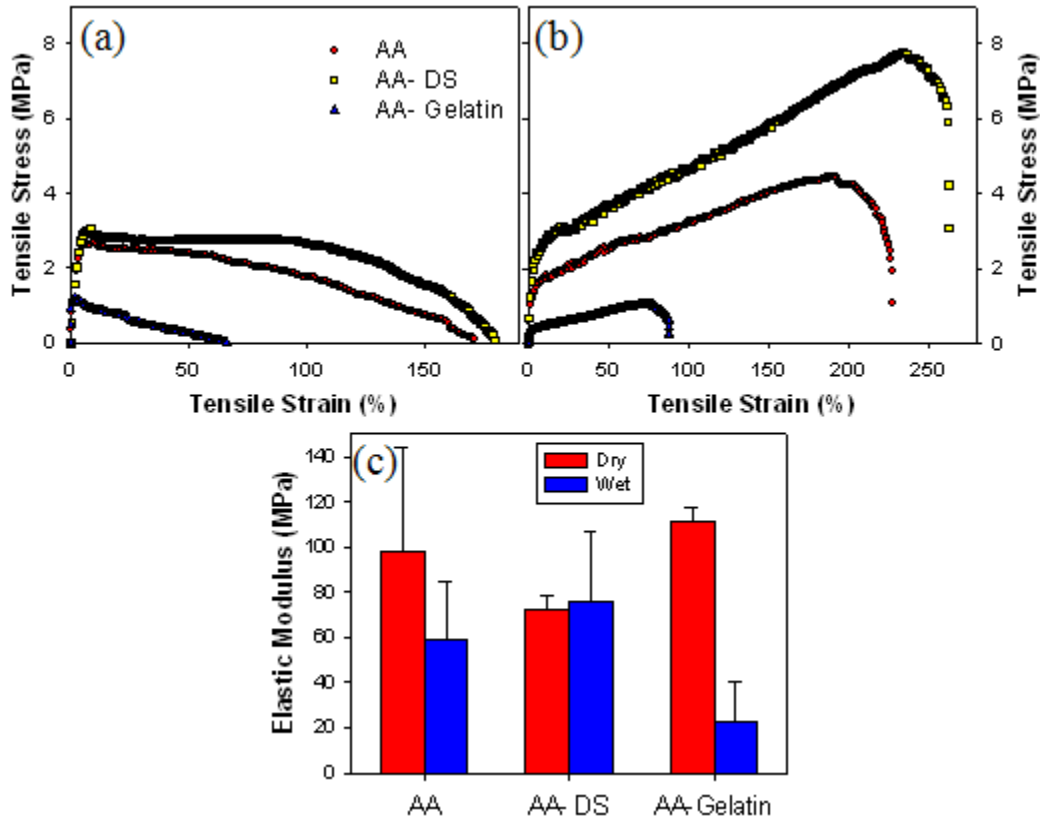 (a)
AA
AA- DS
AA- Gelatin
Tensile Stress (MPa)
8
6
4
2
0
0 50 100 150
Tensile Strain (%)
(b)
8
6
4
2
0
Tensile Stress (MPa)
0 50 100 150 200 250
Tensile Strain (%)
(c)
Dry
Wet
Elastic Modulus (MPa)
140
120
100
80
60
40
20
0
AA AA- DS AA- Gelatin